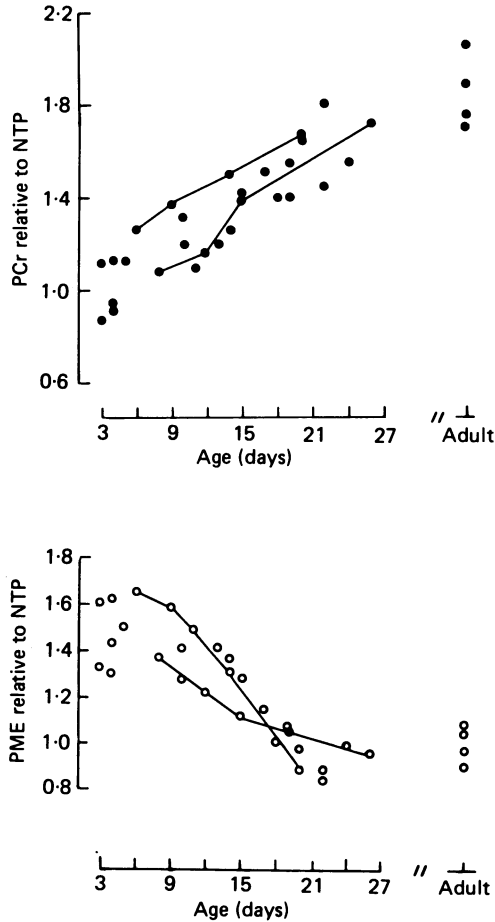 2·2
1·8
1·4
1·0
0·6
PCr relative to NTP
3 9 15 21 27 // Adult
Age (days)
1·8
1·6
1·4
1·2
1·0
0·8
PME relative to NTP
3 9 15 21 27 // Adult
Age (days)